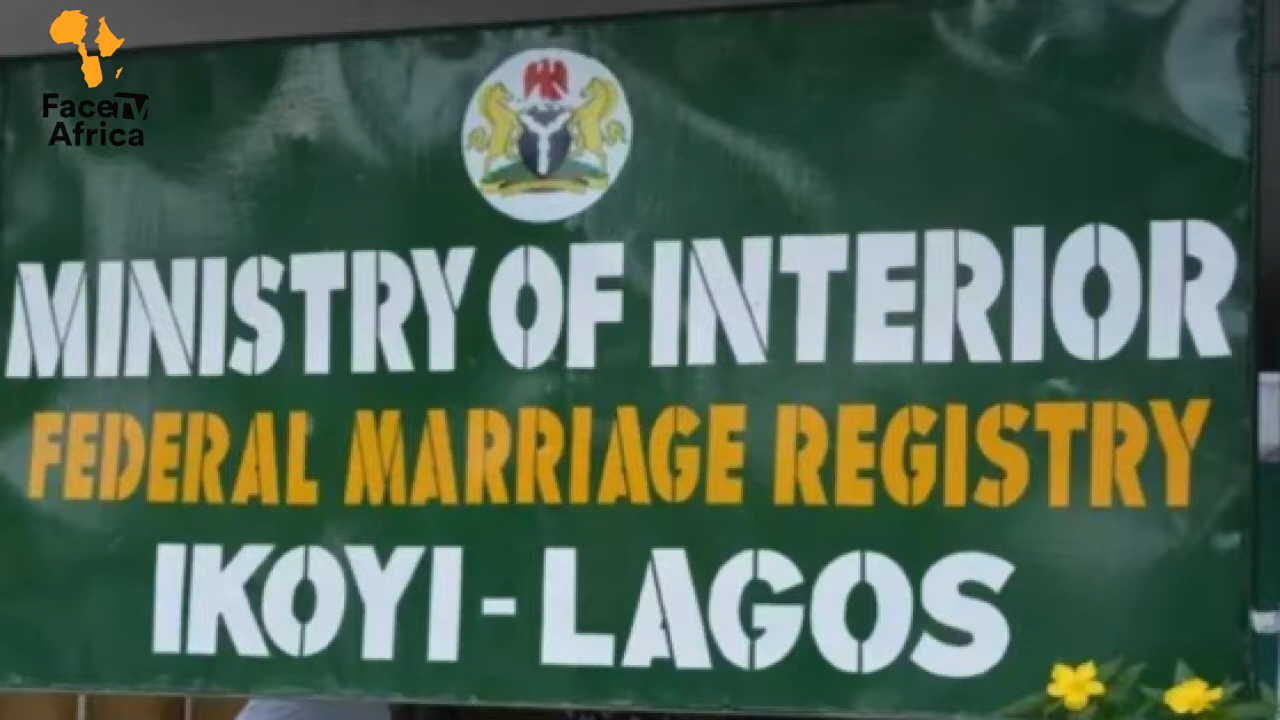 Face TV
Africa
MINISTRY OF INTERIOR
FEDERAL MARRIAGE REGISTRY
IKOYI - LAGOS